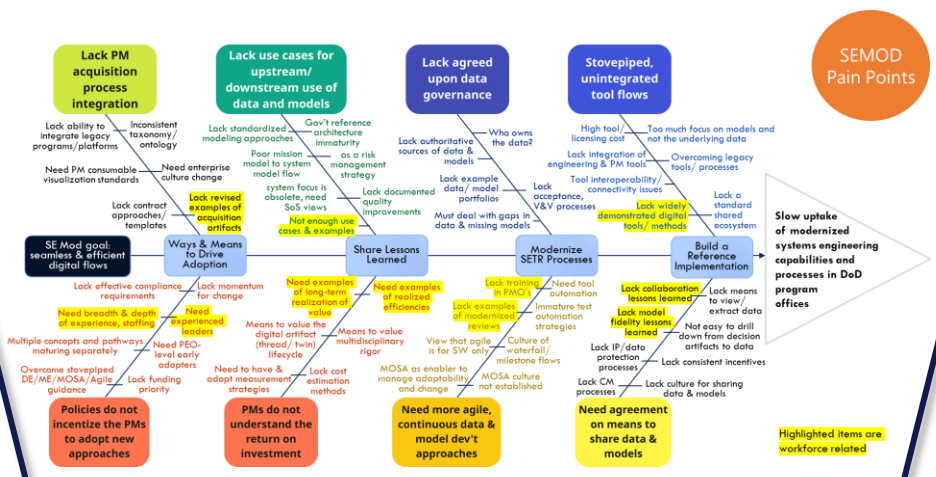 SEMOD
Pain Points
Lack PM
acquisition
process
integration
Lack use cases for
upstream/
downstream use of
data and models
Lack agreed
upon data
governance
Stovepiped,
unintegrated
tool flows
Lack ability to
integrate legacy
programs/platforms
Inconsistent
taxonomy/
ontology
Need PM consumable
visualization standards
Need enterprise
culture change
Lack contract
approaches/
templates
Lack revised
examples of
acquisition
artifacts
Lack standardized
modeling approaches
Gov't reference
architecture
immaturity
Poor mission
model to system
model flow
as a risk
management
strategy
system focus is
obsolete, need
SoS views
Lack documented
quality
improvements
Not enough use
cases & examples
Who owns
the data?
Lack authoritative
sources of data &
models
Lack example
data/ model
portfolios
Lack
acceptance,
V&V processes
Must deal with gaps in
data & missing models
High tool/
licensing cost
Too much focus on models and
not the underlying data
Lack integration of
engineering & PM tools
Overcoming legacy
tools/ processes
Tool interoperability/
connectivity issues
Lack widely
demonstrated digital
tools/ methods
Lack a
standard
shared
ecosystem
SE Mod goal:
seamless & efficient
digital flows
Ways & Means
to Drive
Adoption
Share Lessons
Learned
Modernize
SETR Processes
Build a
Reference
Implementation
Slow uptake
of modernized
systems engineering
capabilities and
processes in DoD
program
offices
Lack effective compliance
requirements
Lack momentum
for change
Need breadth & depth
of experience, staffing
Need
experienced
leaders
Multiple concepts and pathways
maturing separately
Need PEO-
level early
adopters
Overcome stovepiped
DE/ME/MOSA/Agile
guidance
Lack funding
priority
Need examples
of long-term
realization of
value
Need examples
of realized
efficiencies
Means to value the
digital artifact
(thread/ twin)
lifecycle
Means to value
multidisciplinary
rigor
Need to have &
adopt measurement
strategies
Lack cost
estimation
methods
Lack training
in PMO's
Need tool
automation
Lack examples
of modernized
reviews
Immature test
automation
strategies
View that agile
is for SW only
Culture of
waterfall/
milestone flows
MOSA as enabler to
manage adaptability
and change
MOSA culture
not established
Lack collaboration
lessons learned
Lack means
to view/
extract data
Lack model
fidelity lessons
learned
Not easy to drill
down from decision
artifacts to data
Lack IP/data
protection
processes
Lack consistent incentives
Lack CM
processes
Lack culture for sharing
data & models
Policies do not
incentize the PMs
to adopt new
approaches
PMs do not
understand the
return on
investment
Need more agile,
continuous data &
model dev't
approaches
Need agreement
on means to
share data &
models
Highlighted items are
workforce related